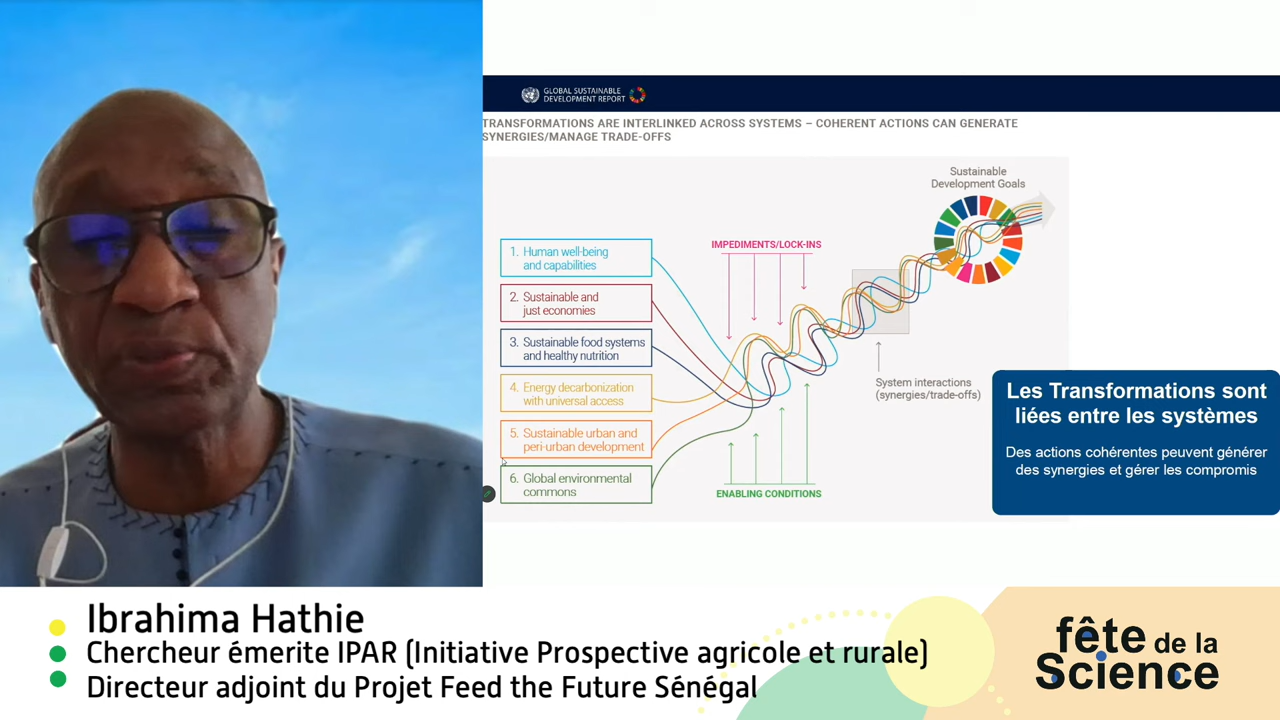 GLOBAL SUSTAINABLE
DEVELOPMENT REPORT
TRANSFORMATIONS ARE INTERLINKED ACROSS SYSTEMS – COHERENT ACTIONS CAN GENERATE
SYNERGIES/MANAGE TRADE-OFFS
Sustainable
Development Goals
IMPEDIMENTS/LOCK-INS
1. Human well-being
and capabilities
2. Sustainable and
just economies
3. Sustainable food systems
and healthy nutrition
4. Energy decarbonization
with universal access
5. Sustainable urban and
peri-urban development
6. Global environmental
commons
System interactions
(synergies/trade-offs)
ENABLING CONDITIONS
Les Transformations sont
liées entre les systèmes
Des actions cohérentes peuvent générer
des synergies et gérer les compromis
Ibrahima Hathie
Chercheur émerite IPAR (Initiative Prospective agricole et rurale)
Directeur adjoint du Projet Feed the Future Sénégal
fête de la
Science